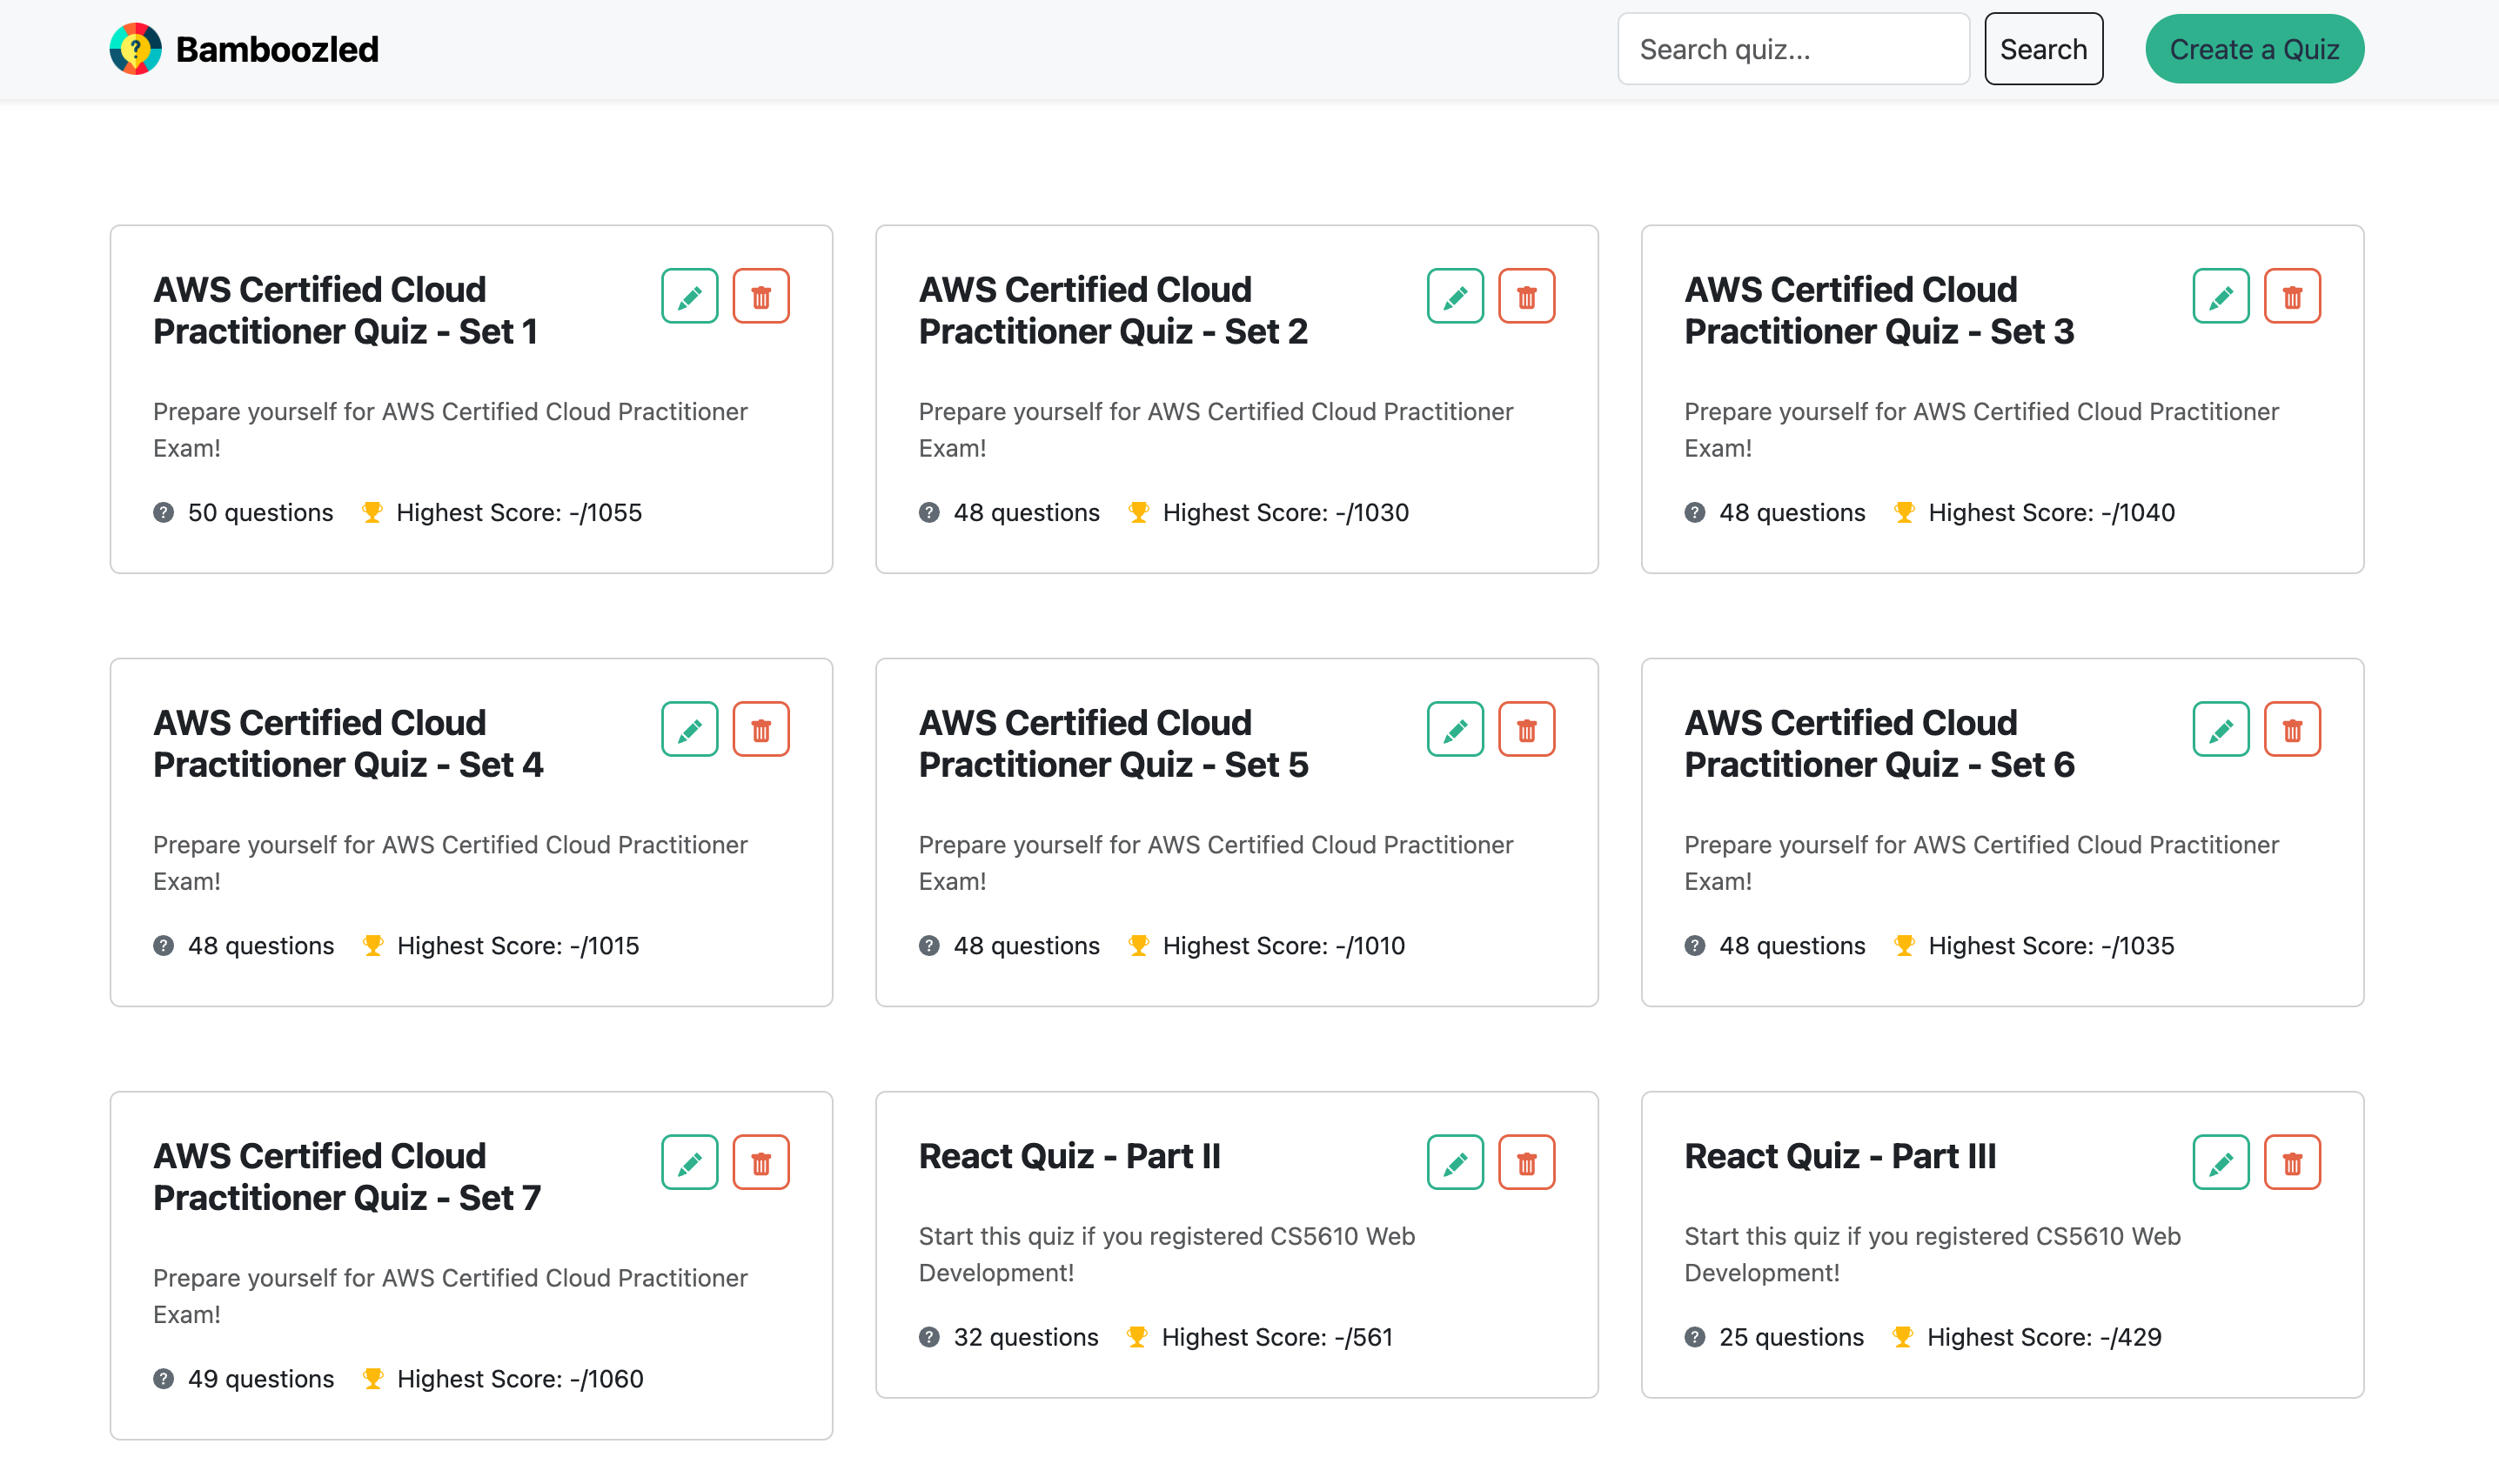 Bamboozled
Search quiz...
Search
Create a Quiz
AWS Certified Cloud
Practitioner Quiz - Set 1
Prepare yourself for AWS Certified Cloud Practitioner
Exam!
50 questions
Highest Score: -/1055
AWS Certified Cloud
Practitioner Quiz - Set 2
Prepare yourself for AWS Certified Cloud Practitioner
Exam!
48 questions
Highest Score: -/1030
AWS Certified Cloud
Practitioner Quiz - Set 3
Prepare yourself for AWS Certified Cloud Practitioner
Exam!
48 questions
Highest Score: -/1040
AWS Certified Cloud
Practitioner Quiz - Set 4
Prepare yourself for AWS Certified Cloud Practitioner
Exam!
48 questions
Highest Score: -/1015
AWS Certified Cloud
Practitioner Quiz - Set 5
Prepare yourself for AWS Certified Cloud Practitioner
Exam!
48 questions
Highest Score: -/1010
AWS Certified Cloud
Practitioner Quiz - Set 6
Prepare yourself for AWS Certified Cloud Practitioner
Exam!
48 questions
Highest Score: -/1035
AWS Certified Cloud
Practitioner Quiz - Set 7
Prepare yourself for AWS Certified Cloud Practitioner
Exam!
49 questions
Highest Score: -/1060
React Quiz - Part II
Start this quiz if you registered CS5610 Web
Development!
32 questions
Highest Score: -/561
React Quiz - Part III
Start this quiz if you registered CS5610 Web
Development!
25 questions
Highest Score: -/429